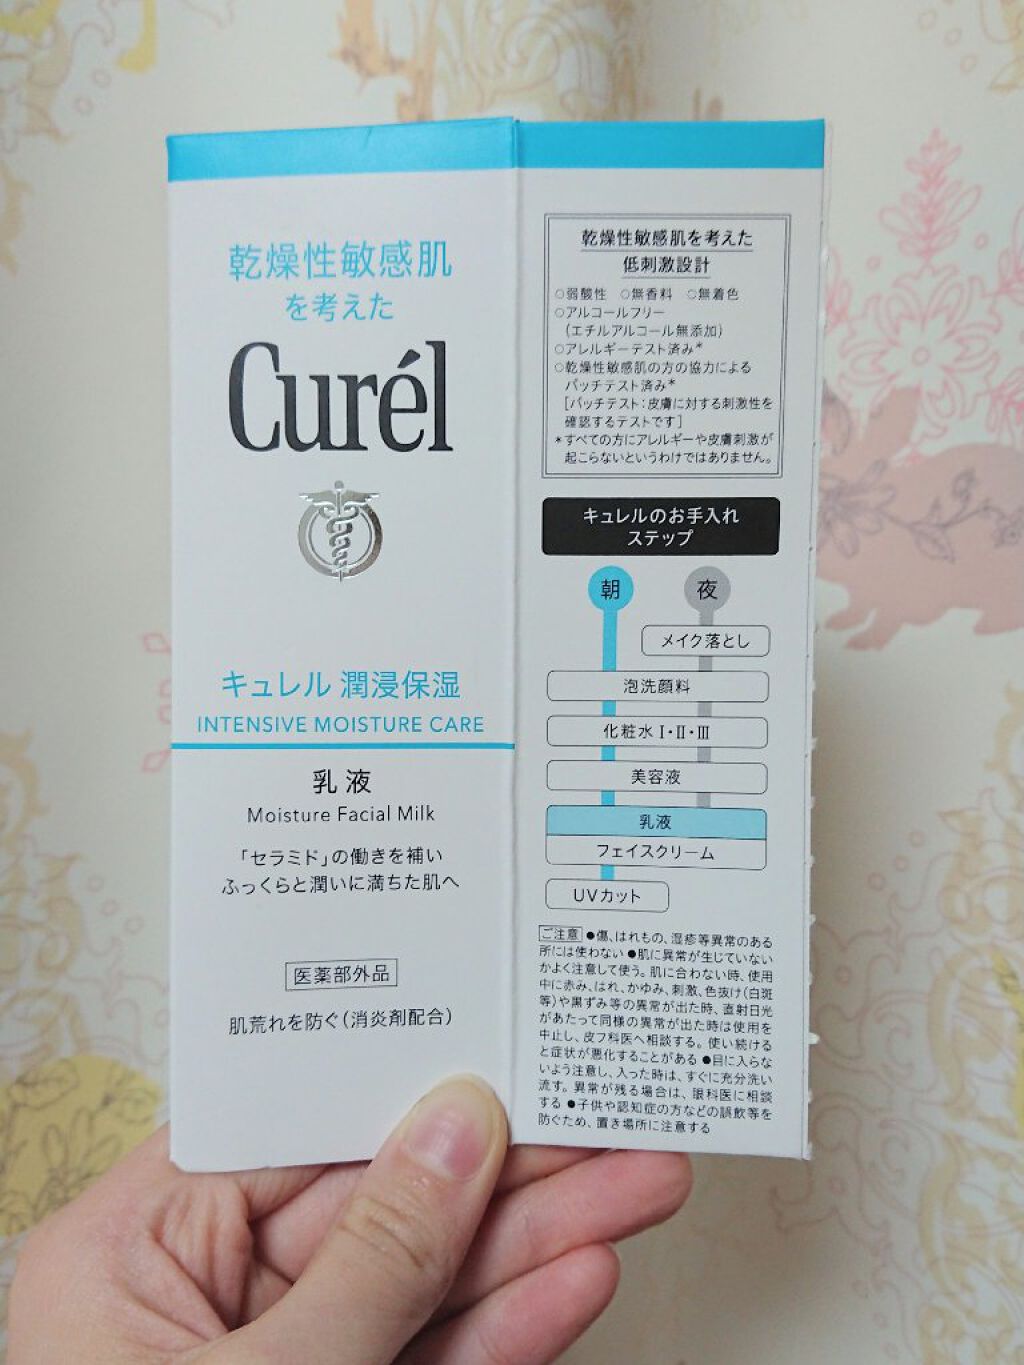 乾燥性敏感肌
を考えた
Curél
キュレル 潤浸保湿
INTENSIVE MOISTURE CARE
乳液
Moisture Facial Milk
「セラミド」の働きを補い
ふっくらと潤いに満ちた肌へ
医薬部外品
肌荒れを防ぐ(消炎剤配合)
乾燥性敏感肌を考えた
低刺激設計
○弱酸性 ○無香料 ○無着色
○アルコールフリー
(エチルアルコール無添加)
○アレルギーテスト済み*
○乾燥性敏感肌の方の協力による
パッチテスト済み*
[パッチテスト:皮膚に対する刺激性を
確認するテストです]
*すべての方にアレルギーや皮膚刺激が
起こらないというわけではありません。
キュレルのお手入れ
ステップ
朝 夜
メイク落とし
泡洗顔料
化粧水 I・II・III
美容液
乳液
フェイスクリーム
UVカット
ご注意 ●傷、はれもの、湿疹等異常のある
所には使わない ●肌に異常が生じていない
かよく注意して使う。肌に合わない時、使用
中に赤み、はれ、かゆみ、刺激、色抜け(白斑
等)や黒ずみ等の異常が出た時、直射日光
があたって同様の異常が出た時は使用を
中止し、皮フ科医へ相談する。使い続ける
と症状が悪化することがある ●目に入らな
いよう注意し、入った時は、すぐに充分洗い
流す。異常が残る場合は、眼科医に相談
する ●子供や認知症の方などの誤飲等を
防ぐため、置き場所に注意する